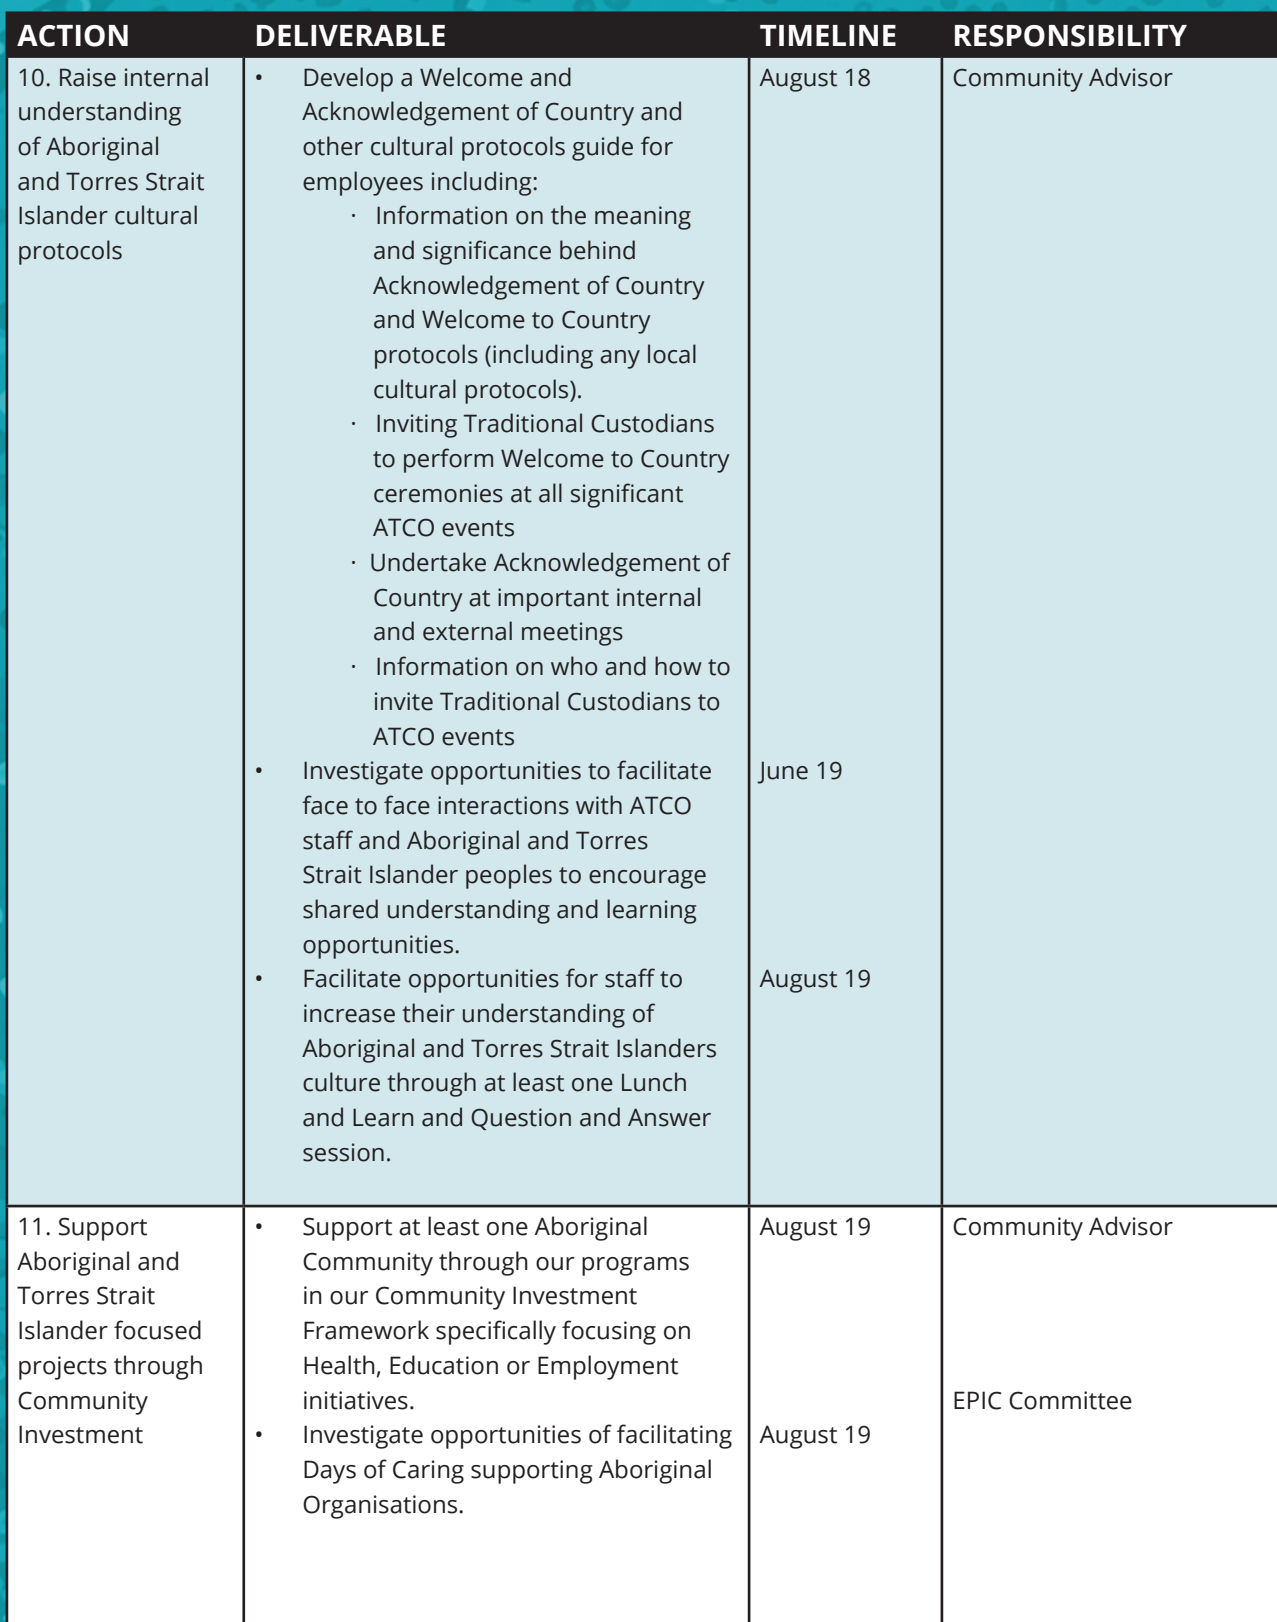 ACTION DELIVERABLE TIMELINE RESPONSIBILITY
10. Raise internal
understanding
of Aboriginal
and Torres Strait
Islander cultural
protocols
• Develop a Welcome and
Acknowledgement of Country and
other cultural protocols guide for
employees including:
· Information on the meaning
and significance behind
Acknowledgement of Country
and Welcome to Country
protocols (including any local
cultural protocols).
· Inviting Traditional Custodians
to perform Welcome to Country
ceremonies at all significant
ATCO events
· Undertake Acknowledgement of
Country at important internal
and external meetings
· Information on who and how to
invite Traditional Custodians to
ATCO events
• Investigate opportunities to facilitate
face to face interactions with ATCO
staff and Aboriginal and Torres
Strait Islander peoples to encourage
shared understanding and learning
opportunities.
• Facilitate opportunities for staff to
increase their understanding of
Aboriginal and Torres Strait Islanders
culture through at least one Lunch
and Learn and Question and Answer
session.
August 18
June 19
August 19
Community Advisor
11. Support
Aboriginal and
Torres Strait
Islander focused
projects through
Community
Investment
• Support at least one Aboriginal
Community through our programs
in our Community Investment
Framework specifically focusing on
Health, Education or Employment
initiatives.
• Investigate opportunities of facilitating
Days of Caring supporting Aboriginal
Organisations.
August 19
August 19
Community Advisor
EPIC Committee